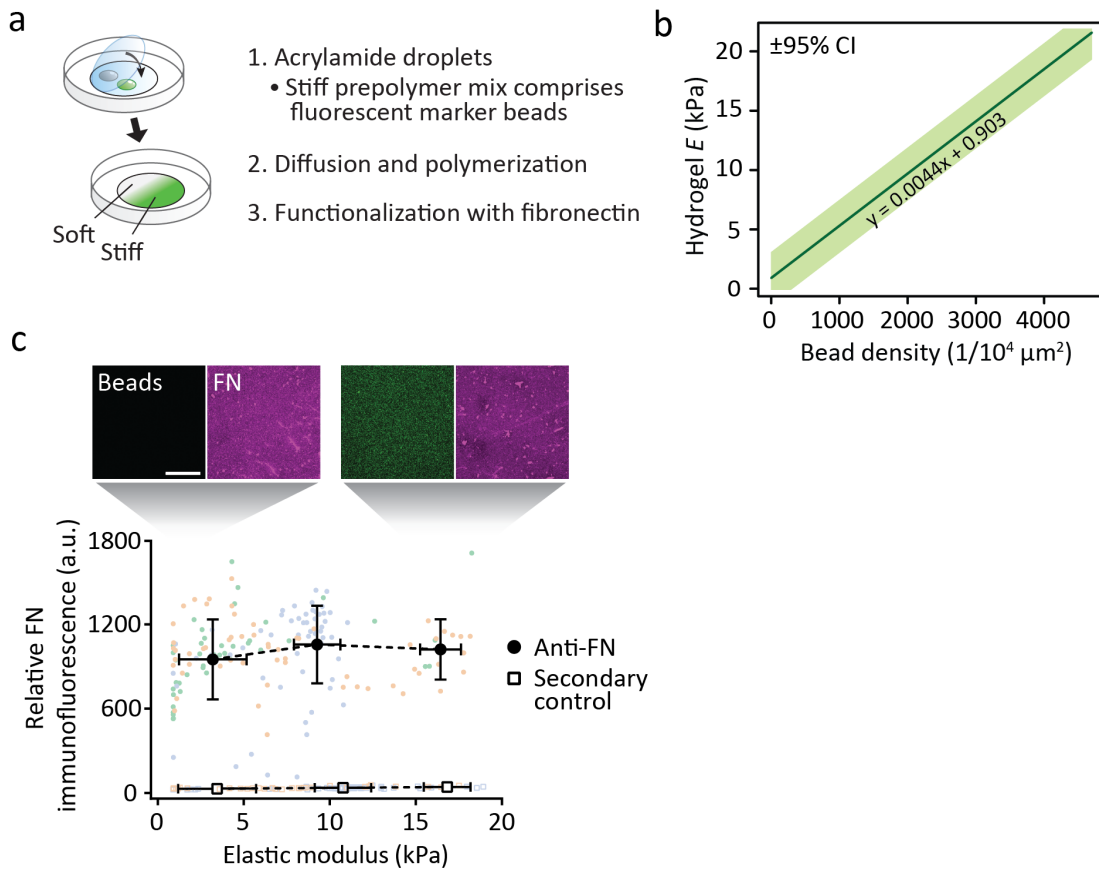 a
1. Acrylamide droplets
• Stiff prepolymer mix comprises
fluorescent marker beads
2. Diffusion and polymerization
3. Functionalization with fibronectin
Soft
Stiff
b
±95% CI
y = 0.0044x + 0.903
Hydrogel E (kPa)
20
15
10
5
0
0 1000 2000 3000 4000
Bead density (1/10⁴ µm²)
c
Beads FN
Relative FN
immunofluorescence (a.u.)
1800
1200
600
0
0 5 10 15 20
Elastic modulus (kPa)
Anti-FN
Secondary
control